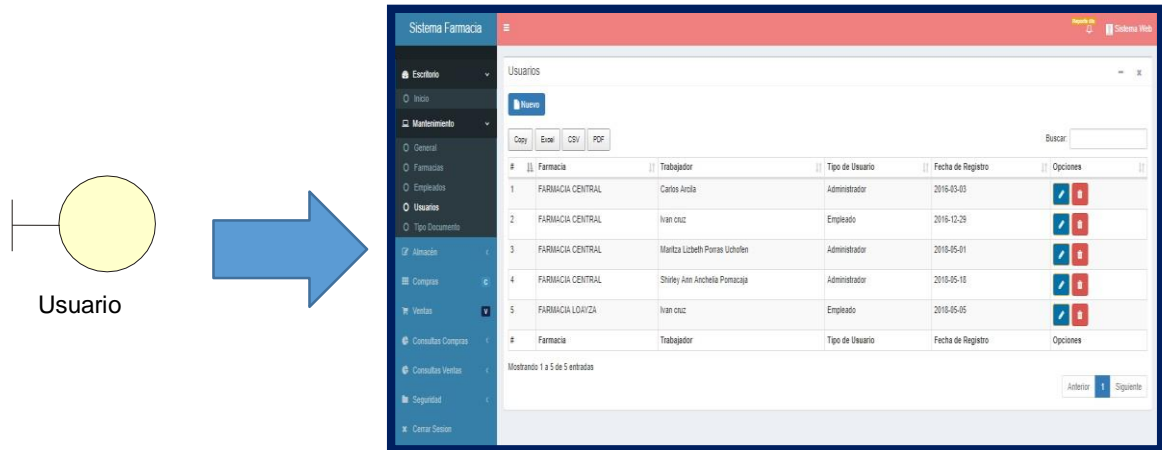 Usuario
Sistema Farmacia
Sistema Web
Escritorio
Inicio
Mantenimiento
General
Farmacias
Empleados
Usuarios
Tipo Documento
Almacén
Compras C
Ventas V
Consultas Compras
Consultas Ventas
Seguridad
Cerrar Sesion
Usuarios
Nuevo
Copy Excel CSV PDF Buscar:
# Farmacia Trabajador Tipo de Usuario Fecha de Registro Opciones
1 FARMACIA CENTRAL Carlos Arcila Administrador 2016-03-03
2 FARMACIA CENTRAL Ivan cruz Empleado 2016-12-29
3 FARMACIA CENTRAL Maritza Lizbeth Porras Uchofen Administrador 2018-05-01
4 FARMACIA CENTRAL Shirley Ann Anchelia Pomacaja Administrador 2018-05-18
5 FARMACIA LOAYZA Ivan cruz Empleado 2018-05-05
# Farmacia Trabajador Tipo de Usuario Fecha de Registro Opciones
Mostrando 1 a 5 de 5 entradas
Anterior 1 Siguiente